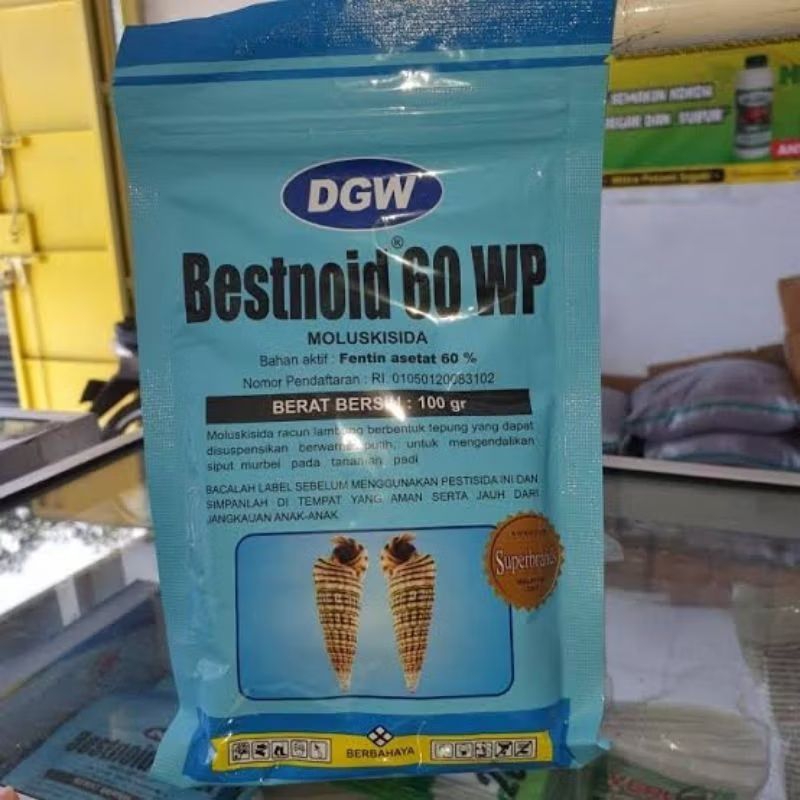 DGW
Bestnoid® 60 WP
MOLUSKISIDA
Bahan aktif : Fentin asetat 60 %
Nomor Pendaftaran : RI. 01050120083102
BERAT BERSIH : 100 gr
Moluskisida racun lambung berbentuk tepung yang dapat
disuspensikan berwarna putih, untuk mengendalikan
siput murbei pada tanaman padi
BACALAH LABEL SEBELUM MENGGUNAKAN PESTISIDA INI DAN
SIMPANLAH DI TEMPAT YANG AMAN SERTA JAUH DARI
JANGKAUAN ANAK-ANAK
Superbrands
BERBAHAYA
Bestnoid